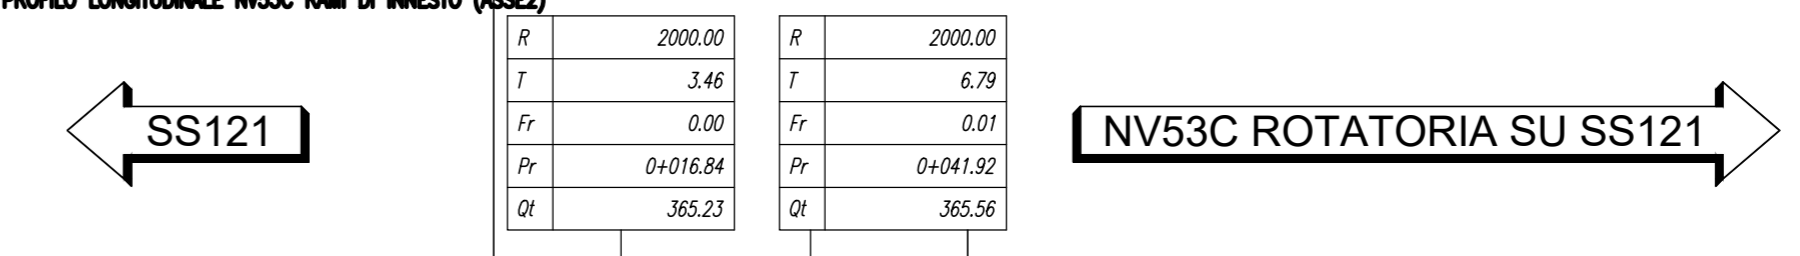 PROFILO LONGITUDINALE NV53C RAMI DI INNESTO (ASSE2)
R 2000.00 R 2000.00
T 3.46 T 6.79
Fr 0.00 Fr 0.01
Pr 0+016.84 Pr 0+041.92
Qt 365.23 Qt 365.56
SS121
NV53C ROTATORIA SU SS121